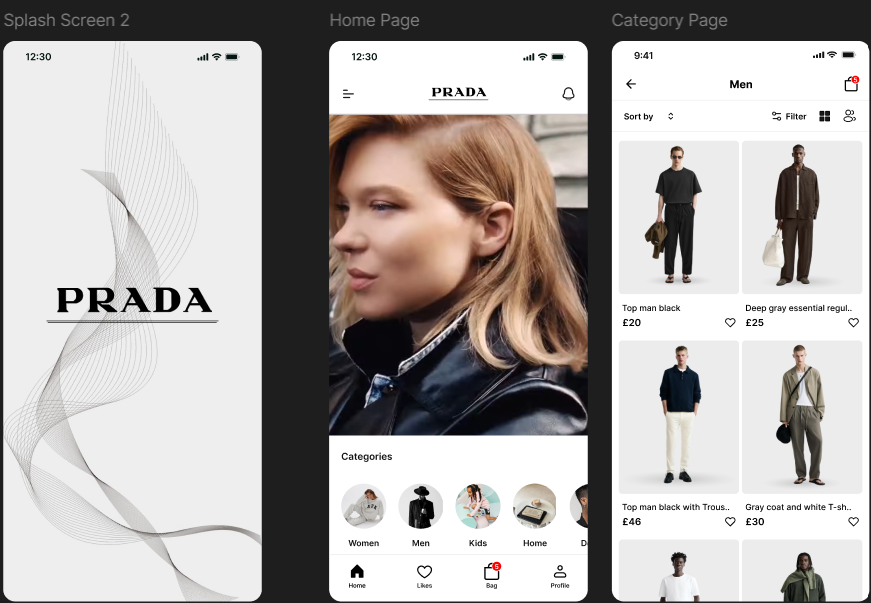 Splash Screen 2
12:30
PRADA
Home Page
12:30
PRADA
Categories
Women
Men
Kids
Home
D
Home
Likes
5
Bag
Profile
Category Page
9:41
Men
5
Sort by
Filter
Top man black
£20
Deep gray essential regul..
£25
Top man black with Trous..
£46
Gray coat and white T-sh..
£30